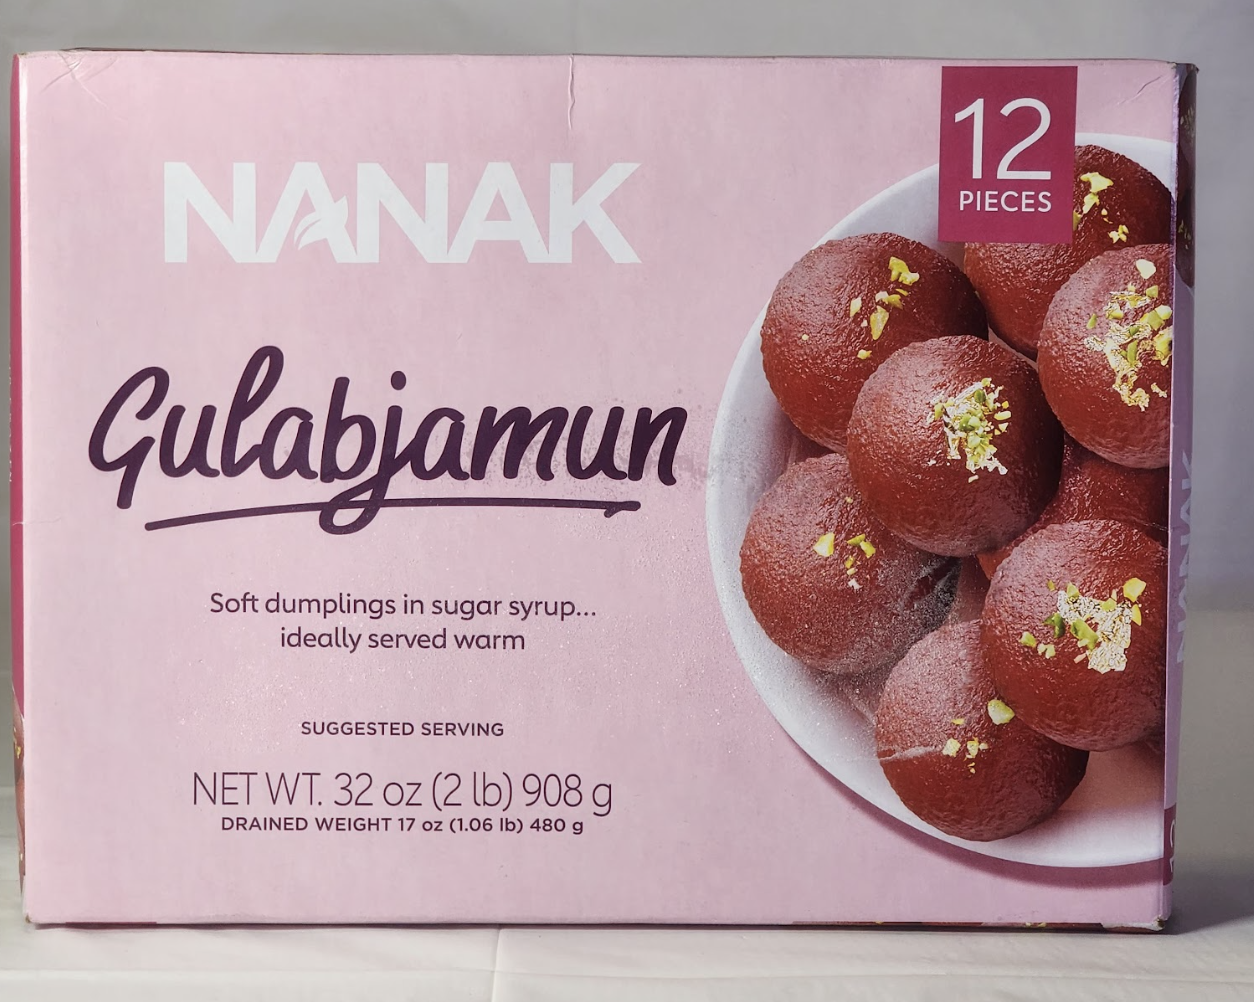 NANAK
12
PIECES
Gulabjamun
Soft dumplings in sugar syrup...
ideally served warm
SUGGESTED SERVING
NET WT. 32 oz (2 lb) 908 g
DRAINED WEIGHT 17 oz (1.06 lb) 480 g
NANAK